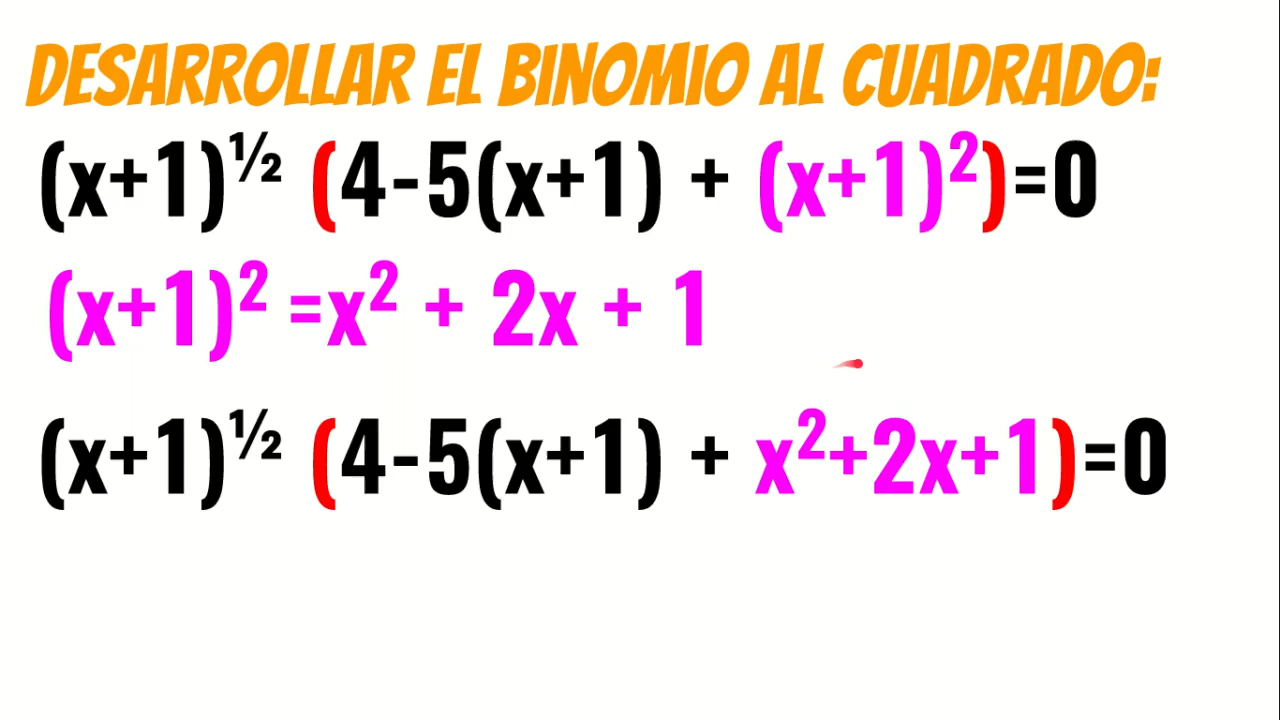 DESARROLLAR EL BINOMIO AL CUADRADO:
(x+1)^½ (4-5(x+1) + (x+1)²)=0
(x+1)² =x² + 2x + 1
(x+1)^½ (4-5(x+1) + x²+2x+1)=0